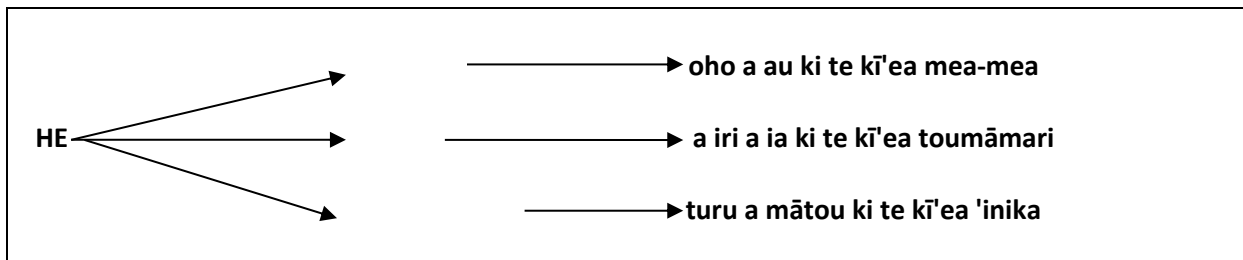 oho a au ki te kī'ea mea-mea
HE
a iri a ia ki te kī'ea toumāmari
turu a mātou ki te kī'ea 'inika